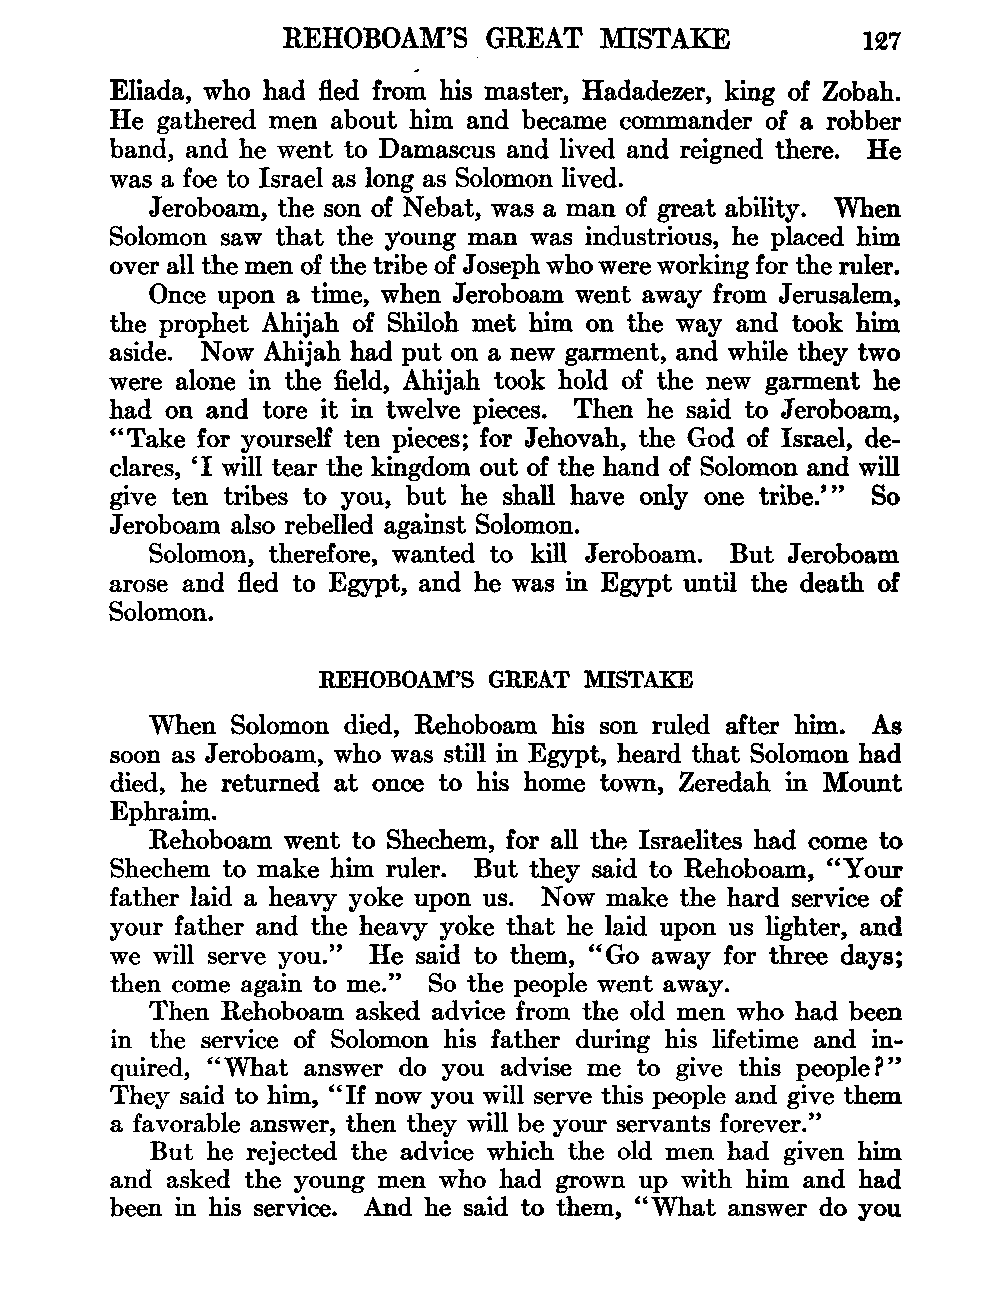 REHOBOAM'S GREAT MISTAKE 127
Eliada, who had fled from his master, Hadadezer, king of Zobah.
He gathered men about him and became commander of a robber
band, and he went to Damascus and lived and reigned there. He
was a foe to Israel as long as Solomon lived.
Jeroboam, the son of Nebat, was a man of great ability. When
Solomon saw that the young man was industrious, he placed him
over all the men of the tribe of Joseph who were working for the ruler.
Once upon a time, when Jeroboam went away from Jerusalem,
the prophet Ahijah of Shiloh met him on the way and took him
aside. Now Ahijah had put on a new garment, and while they two
were alone in the field, Ahijah took hold of the new garment he
had on and tore it in twelve pieces. Then he said to Jeroboam,
“Take for yourself ten pieces; for Jehovah, the God of Israel, de-
clares, ‘I will tear the kingdom out of the hand of Solomon and will
give ten tribes to you, but he shall have only one tribe.’” So
Jeroboam also rebelled against Solomon.
Solomon, therefore, wanted to kill Jeroboam. But Jeroboam
arose and fled to Egypt, and he was in Egypt until the death of
Solomon.
REHOBOAM'S GREAT MISTAKE
When Solomon died, Rehoboam his son ruled after him. As
soon as Jeroboam, who was still in Egypt, heard that Solomon had
died, he returned at once to his home town, Zeredah in Mount
Ephraim.
Rehoboam went to Shechem, for all the Israelites had come to
Shechem to make him ruler. But they said to Rehoboam, “Your
father laid a heavy yoke upon us. Now make the hard service of
your father and the heavy yoke that he laid upon us lighter, and
we will serve you.” He said to them, “Go away for three days;
then come again to me.” So the people went away.
Then Rehoboam asked advice from the old men who had been
in the service of Solomon his father during his lifetime and in-
quired, “What answer do you advise me to give this people?”
They said to him, “If now you will serve this people and give them
a favorable answer, then they will be your servants forever.”
But he rejected the advice which the old men had given him
and asked the young men who had grown up with him and had
been in his service. And he said to them, “What answer do you